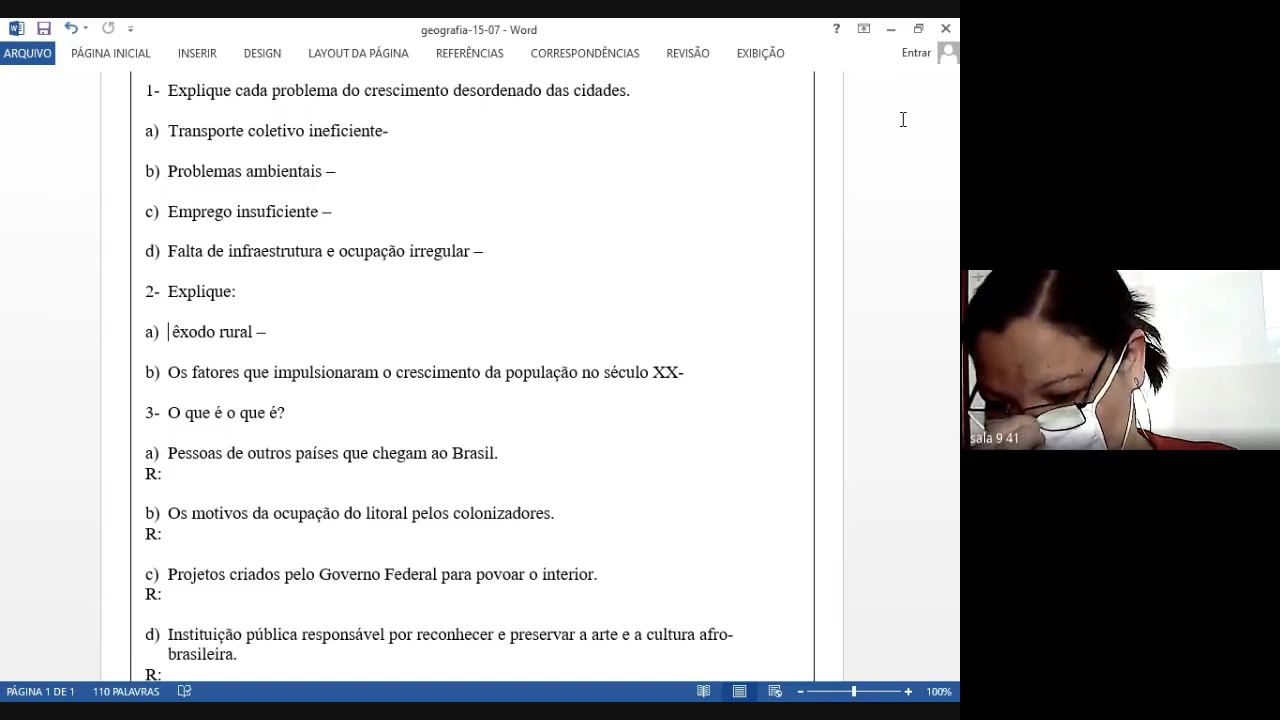 geografia-15-07 - Word
ARQUIVO PÁGINA INICIAL INSERIR DESIGN LAYOUT DA PÁGINA REFERÊNCIAS CORRESPONDÊNCIAS REVISÃO EXIBIÇÃO Entrar
1- Explique cada problema do crescimento desordenado das cidades.
a) Transporte coletivo ineficiente-
b) Problemas ambientais –
c) Emprego insuficiente –
d) Falta de infraestrutura e ocupação irregular –
2- Explique:
a) êxodo rural –
b) Os fatores que impulsionaram o crescimento da população no século XX-
3- O que é o que é?
a) Pessoas de outros países que chegam ao Brasil.
R:
b) Os motivos da ocupação do litoral pelos colonizadores.
R:
c) Projetos criados pelo Governo Federal para povoar o interior.
R:
d) Instituição pública responsável por reconhecer e preservar a arte e a cultura afro-
brasileira.
R:
PÁGINA 1 DE 1 110 PALAVRAS 100%
sala 9 41